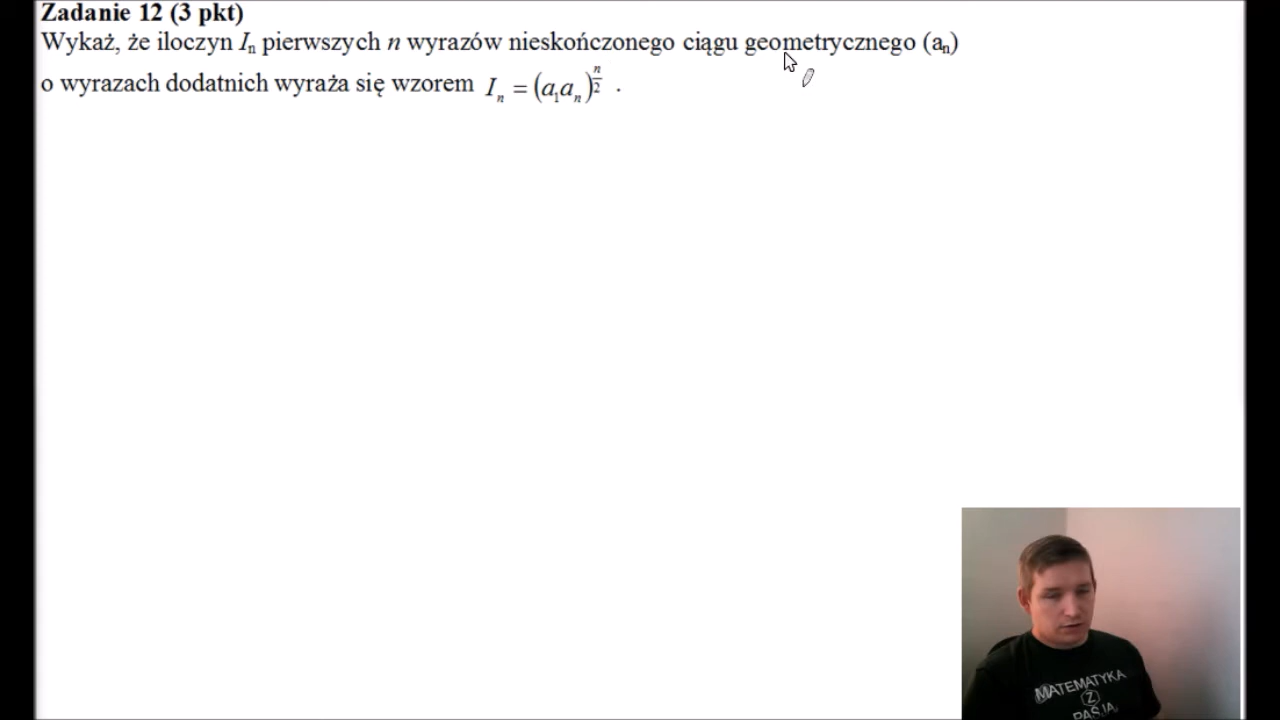 Zadanie 12 (3 pkt)
Wykaż, że iloczyn Iₙ pierwszych n wyrazów nieskończonego ciągu geometrycznego (aₙ)
o wyrazach dodatnich wyraża się wzorem Iₙ = (a₁aₙ)^(n/2) .
MATEMATYKA
Z
PASJĄ